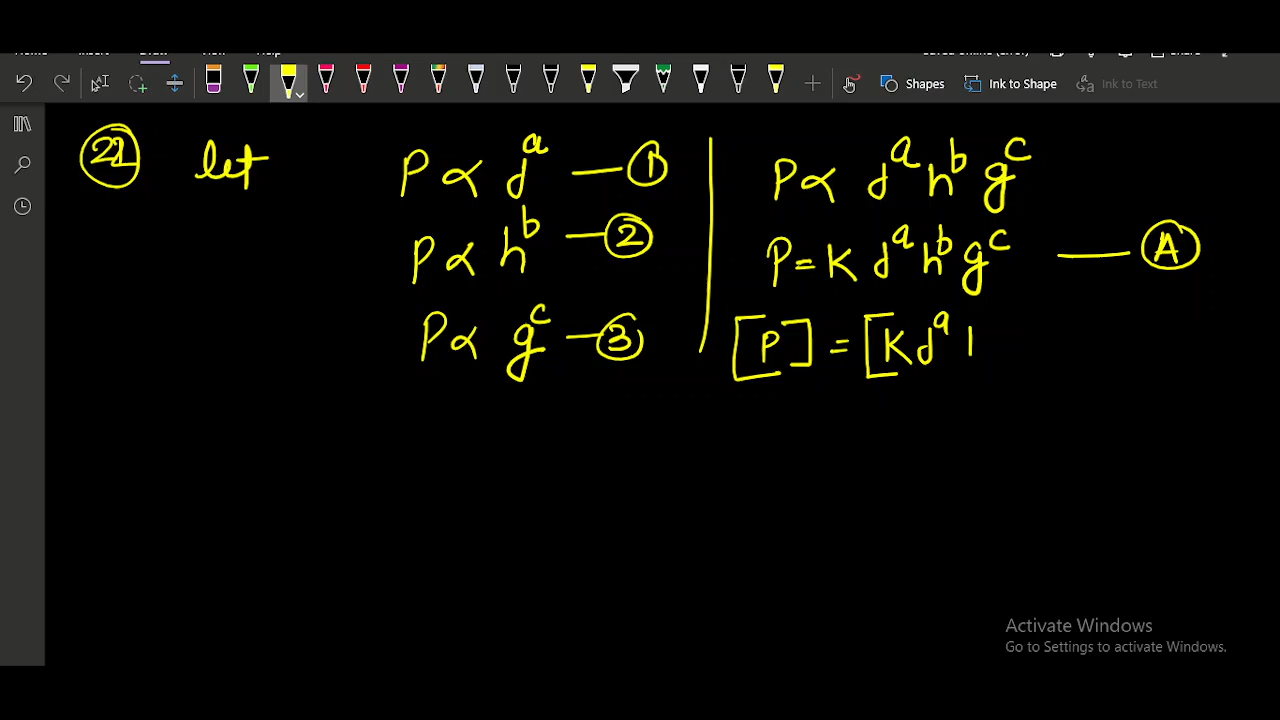 Shapes Ink to Shape Ink to Text
22 let P ∝ d^a — 1
P ∝ h^b — 2
P ∝ g^c — 3
P ∝ d^a h^b g^c
P = K d^a h^b g^c — A
[P] = [K d^a
Activate Windows
Go to Settings to activate Windows.